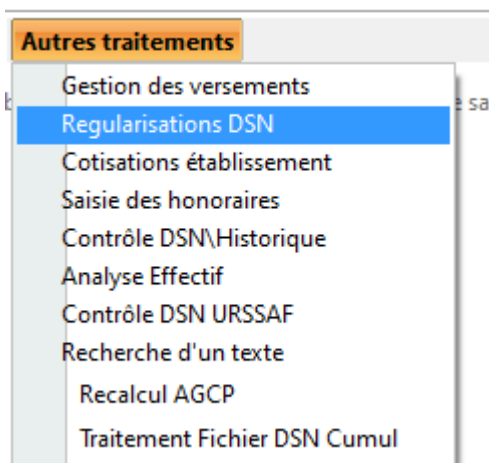 Autres traitements
Gestion des versements
Regularisations DSN
Cotisations établissement
Saisie des honoraires
Contrôle DSN\Historique
Analyse Effectif
Contrôle DSN URSSAF
Recherche d'un texte
Recalcul AGCP
Traitement Fichier DSN Cumul